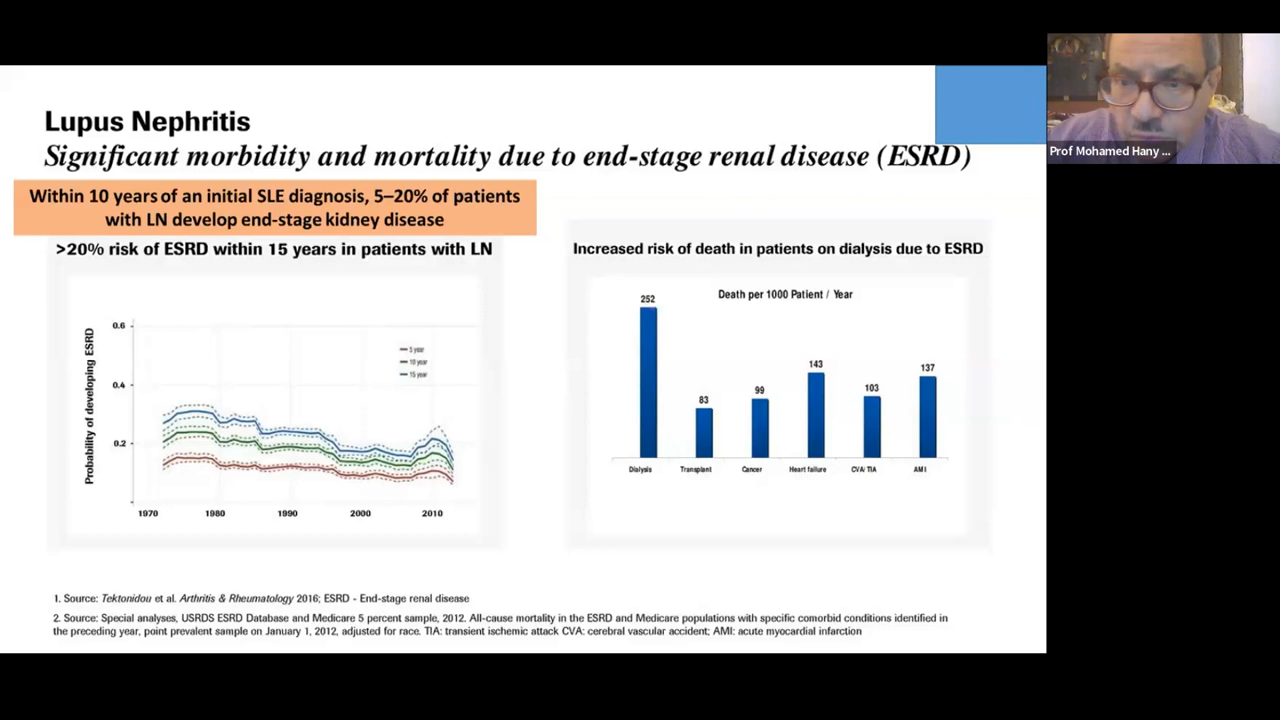 Lupus Nephritis
Significant morbidity and mortality due to end-stage renal disease (ESRD)
Within 10 years of an initial SLE diagnosis, 5–20% of patients
with LN develop end-stage kidney disease
>20% risk of ESRD within 15 years in patients with LN
Probability of developing ESRD
0.6
0.4
0.2
5 year
10 year
15 year
1970 1980 1990 2000 2010
Increased risk of death in patients on dialysis due to ESRD
Death per 1000 Patient / Year
252
83
99
143
103
137
Dialysis Transplant Cancer Heart failure CVA/TIA AMI
1. Source: Tektonidou et al. Arthritis & Rheumatology 2016; ESRD - End-stage renal disease
2. Source: Special analyses, USRDS ESRD Database and Medicare 5 percent sample, 2012. All-cause mortality in the ESRD and Medicare populations with specific comorbid conditions identified in
the preceding year, point prevalent sample on January 1, 2012, adjusted for race. TIA: transient ischemic attack CVA: cerebral vascular accident; AMI: acute myocardial infarction
Prof Mohamed Hany ...